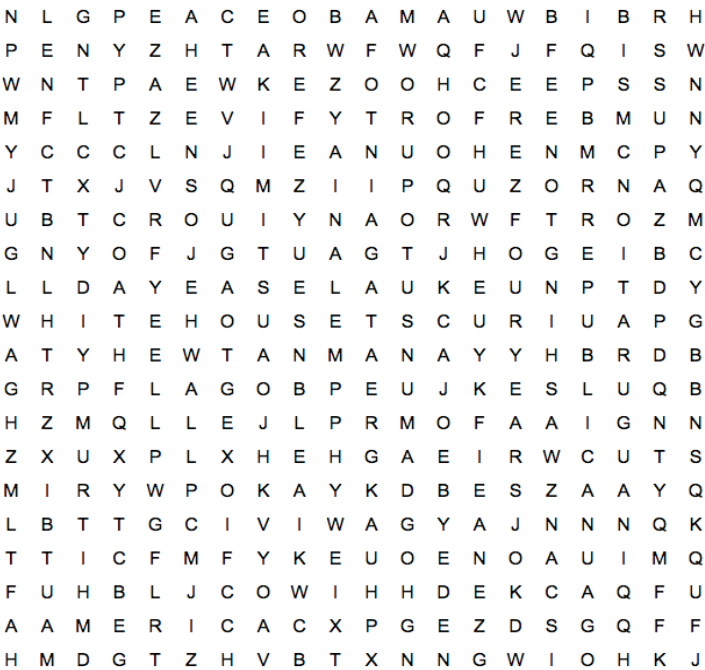 N L G P E A C E O B A M A U W B I B R H
P E N Y Z H T A R W F W Q F J F Q I S W
W N T P A E W K E Z O O H C E E P S S N
M F L T Z E V I F Y T R O F R E B M U N
Y C C C L N J I E A N U O H E N M C P Y
J T X J V S Q M Z I I P Q U Z O R N A Q
U B T C R O U I Y N A O R W F T R O Z M
G N Y O F J G T U A G T J H O G E I B C
L L D A Y E A S E L A U K E U N P T D Y
W H I T E H O U S E T S C U R I U A P G
A T Y H E W T A N M A N A Y Y H B R D B
G R P F L A G O B P E U J K E S L U Q B
H Z M Q L L E J L P R M O F A A I G N N
Z X U X P L X H E H G A E I R W C U T S
M I R Y W P O K A Y K D B E S Z A A Y Q
L B T T G C I V I W A G Y A J N N N Q K
T T I C F M F Y K E U O E N O A U I M Q
F U H B L J C O W I H H D E K C A Q F U
A A M E R I C A C X P G E Z D S G Q F F
H M D G T Z H V B T X N N G W I O H K J